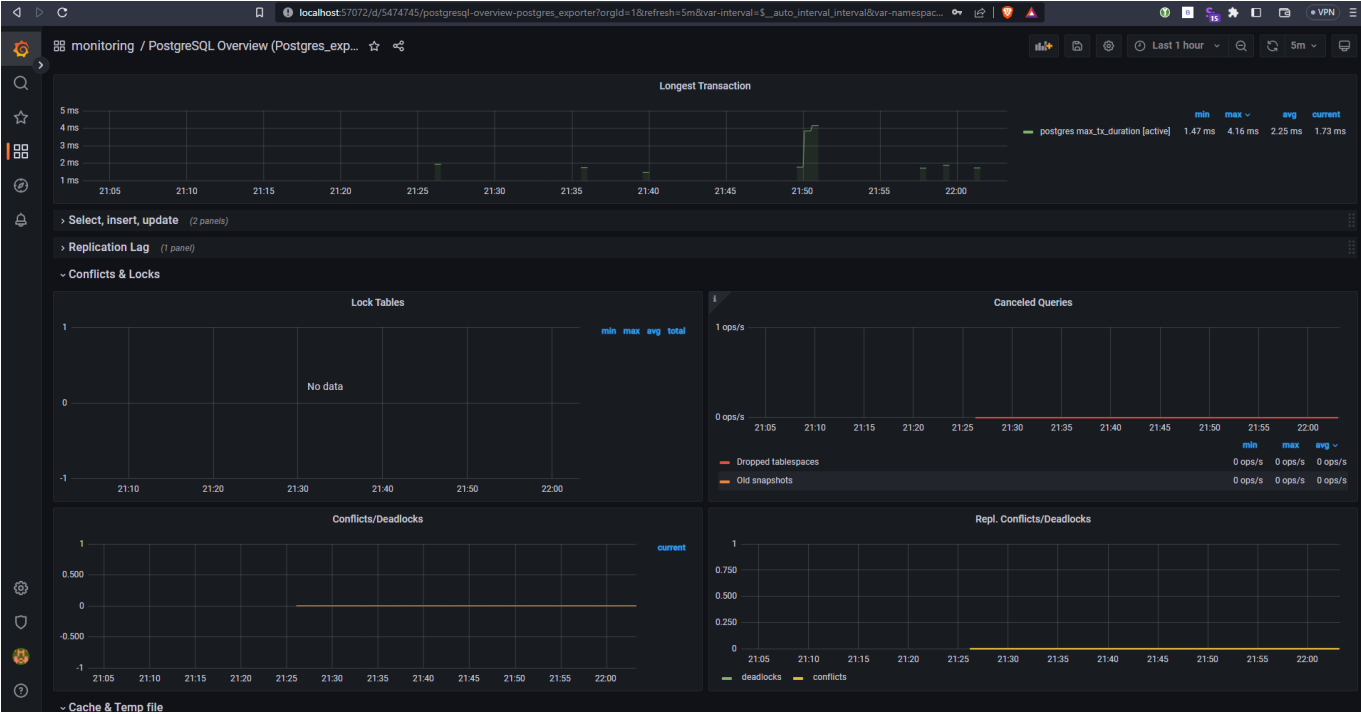 localhost:57072/d/5474745/postgresql-overview-postgres_exporter?orgId=1&refresh=5m&var-interval=$__auto_interval_interval&var-namespac...
15
VPN
monitoring / PostgreSQL Overview (Postgres_exp...
Last 1 hour
5m
Longest Transaction
5 ms
4 ms
3 ms
2 ms
1 ms
21:05 21:10 21:15 21:20 21:25 21:30 21:35 21:40 21:45 21:50 21:55 22:00
min max avg current
postgres max_tx_duration [active] 1.47 ms 4.16 ms 2.25 ms 1.73 ms
Select, insert, update (2 panels)
Replication Lag (1 panel)
Conflicts & Locks
Lock Tables
1
0
-1
No data
21:10 21:20 21:30 21:40 21:50 22:00
min max avg total
i
Canceled Queries
1 ops/s
0 ops/s
21:05 21:10 21:15 21:20 21:25 21:30 21:35 21:40 21:45 21:50 21:55 22:00
min max avg
Dropped tablespaces 0 ops/s 0 ops/s 0 ops/s
Old snapshots 0 ops/s 0 ops/s 0 ops/s
Conflicts/Deadlocks
1
0.500
0
-0.500
-1
21:05 21:10 21:15 21:20 21:25 21:30 21:35 21:40 21:45 21:50 21:55 22:00
current
Repl. Conflicts/Deadlocks
1
0.750
0.500
0.250
0
21:05 21:10 21:15 21:20 21:25 21:30 21:35 21:40 21:45 21:50 21:55 22:00
deadlocks conflicts
Cache & Temp file